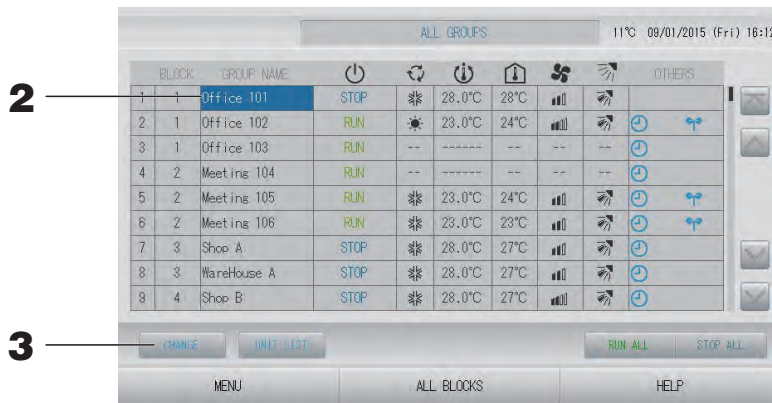 ALL GROUPS 11°C 09/01/2015 (Fri) 16:12
BLOCK GROUP NAME OTHERS
2
1 1 Office 101 STOP 28.0°C 28°C
2 1 Office 102 RUN 23.0°C 24°C
3 1 Office 103 RUN -- ------ -- -- --
4 2 Meeting 104 RUN -- ------ -- -- --
5 2 Meeting 105 RUN 23.0°C 24°C
6 2 Meeting 106 RUN 23.0°C 23°C
7 3 Shop A STOP 28.0°C 27°C
8 3 WareHouse A STOP 28.0°C 27°C
9 4 Shop B STOP 28.0°C 27°C
3
CHANGE UNIT LIST RUN ALL STOP ALL
MENU ALL BLOCKS HELP